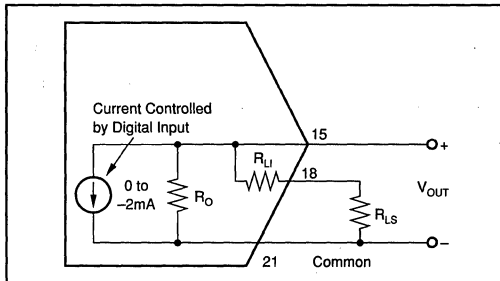 Current Controlled
by Digital Input
15
R_LI
18
0 to
–2mA
R_O
V_OUT
R_LS
21
Common
+
–